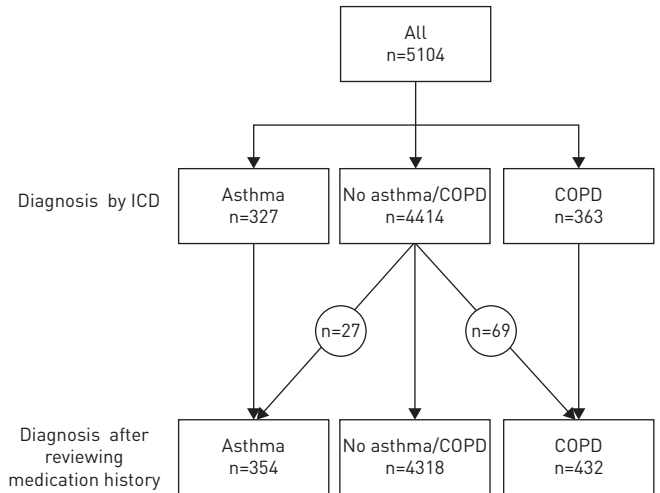 All
n=5104
Diagnosis by ICD
Asthma
n=327
No asthma/COPD
n=4414
COPD
n=363
n=27
n=69
Diagnosis after
reviewing
medication history
Asthma
n=354
No asthma/COPD
n=4318
COPD
n=432